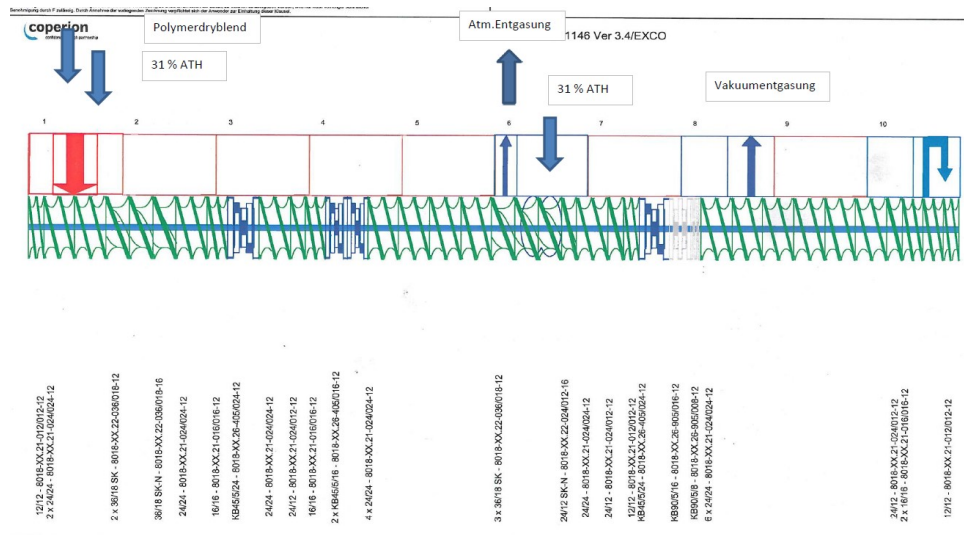 coperion
Polymerdryblend
31 % ATH
Atm.Entgasung
1146 Ver 3.4/EXCO
31 % ATH
Vakuumentgasung
1 2 3 4 5 6 7 8 9 10
12/12 - 8018-XX.21-012/012-12
2 x 24/24 - 8018-XX.21-024/024-12
2 x 36/18 SK - 8018-XX.22-036/018-12
36/18 SK-N - 8018-XX.22-036/018-16
24/24 - 8018-XX.21-024/024-12
16/16 - 8018-XX.21-016/016-12
KB45/5/24 - 8018-XX.26-405/024-12
24/24 - 8018-XX.21-024/024-12
24/12 - 8018-XX.21-024/012-12
16/16 - 8018-XX.21-016/016-12
2 x KB45/5/16 - 8018-XX.26-405/016-12
4 x 24/24 - 8018-XX.21-024/024-12
3 x 36/18 SK - 8018-XX.22-036/018-12
24/12 SK-N - 8018-XX.22-024/012-16
24/24 - 8018-XX.21-024/024-12
24/12 - 8018-XX.21-024/012-12
12/12 - 8018-XX.21-012/012-12
KB45/5/24 - 8018-XX.26-405/024-12
KB90/5/16 - 8018-XX.26-905/016-12
KB90/5/8 - 8018-XX.26-905/008-12
6 x 24/24 - 8018-XX.21-024/024-12
24/12 - 8018-XX.21-024/012-12
2 x 16/16 - 8018-XX.21-016/016-12
12/12 - 8018-XX.21-012/012-12